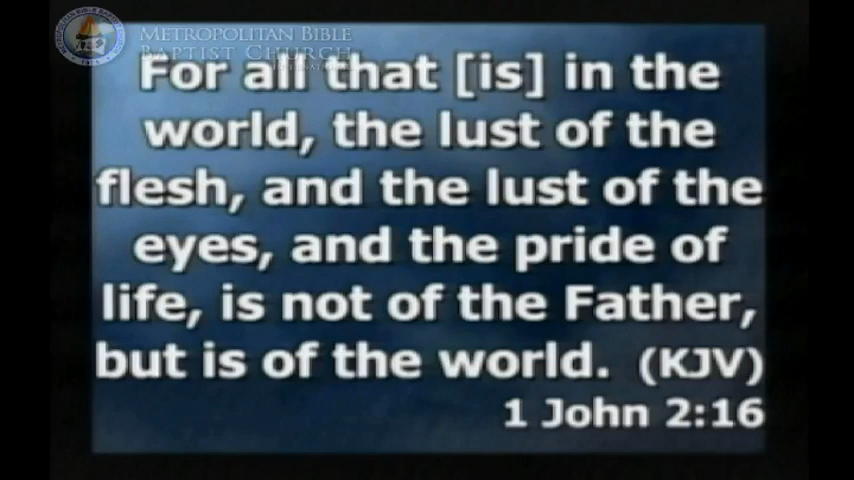 METROPOLITAN BIBLE
BAPTIST CHURCH
For all that [is] in the
world, the lust of the
flesh, and the lust of the
eyes, and the pride of
life, is not of the Father,
but is of the world. (KJV)
1 John 2:16